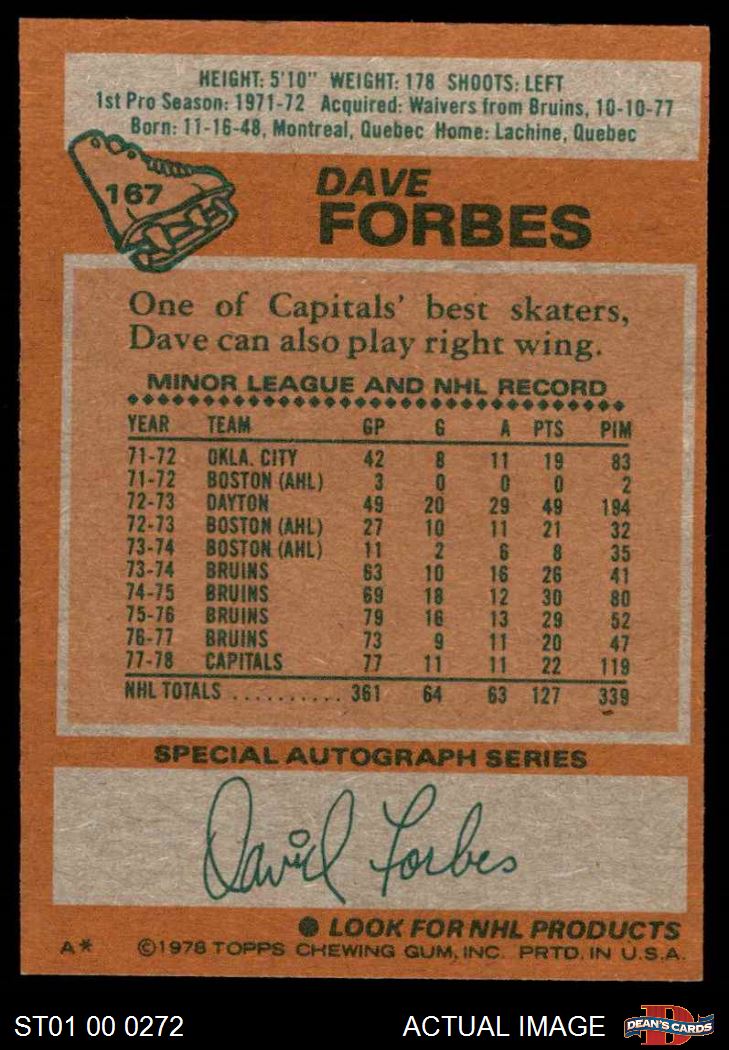 HEIGHT: 5'10" WEIGHT: 178 SHOOTS: LEFT
1st Pro Season: 1971-72 Acquired: Waivers from Bruins, 10-10-77
Born: 11-16-48, Montreal, Quebec Home: Lachine, Quebec
167
DAVE
FORBES
One of Capitals' best skaters,
Dave can also play right wing.
MINOR LEAGUE AND NHL RECORD
YEAR TEAM GP G A PTS PIM
71-72 OKLA. CITY 42 8 11 19 83
71-72 BOSTON (AHL) 3 0 0 0 2
72-73 DAYTON 49 20 29 49 194
72-73 BOSTON (AHL) 27 10 11 21 32
73-74 BOSTON (AHL) 11 2 6 8 35
73-74 BRUINS 63 10 16 26 41
74-75 BRUINS 69 18 12 30 80
75-76 BRUINS 79 16 13 29 52
76-77 BRUINS 73 9 11 20 47
77-78 CAPITALS 77 11 11 22 119
NHL TOTALS .......... 361 64 63 127 339
SPECIAL AUTOGRAPH SERIES
David Forbes
LOOK FOR NHL PRODUCTS
A* ©1978 TOPPS CHEWING GUM, INC. PRTD. IN U.S.A.
ST01 00 0272 ACTUAL IMAGE DEAN'S CARDS